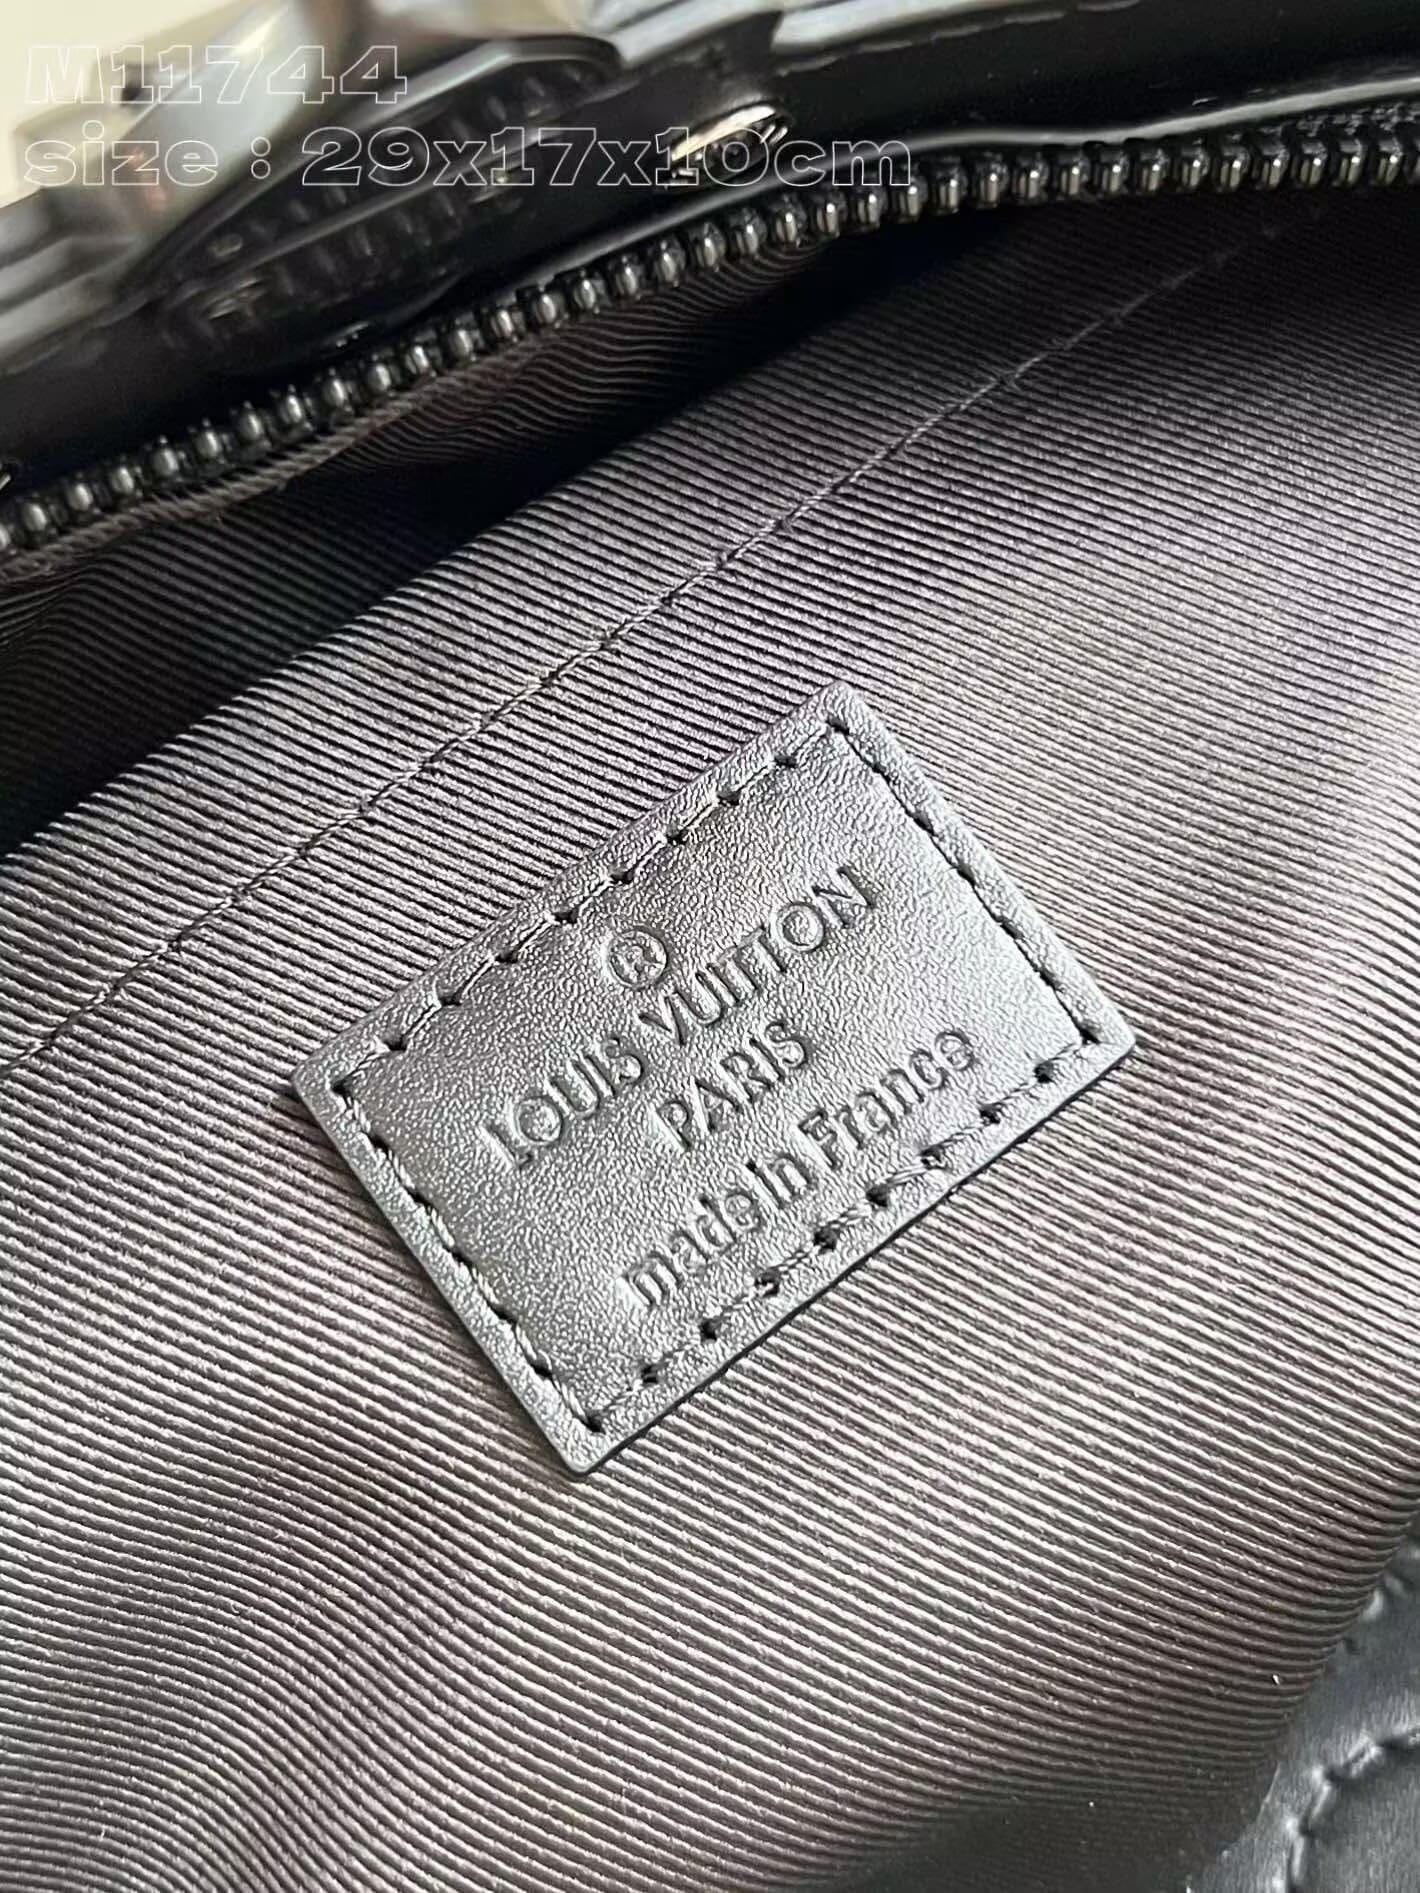 M11744
size : 29x17x10cm
®
LOUIS VUITTON
PARIS
made In France